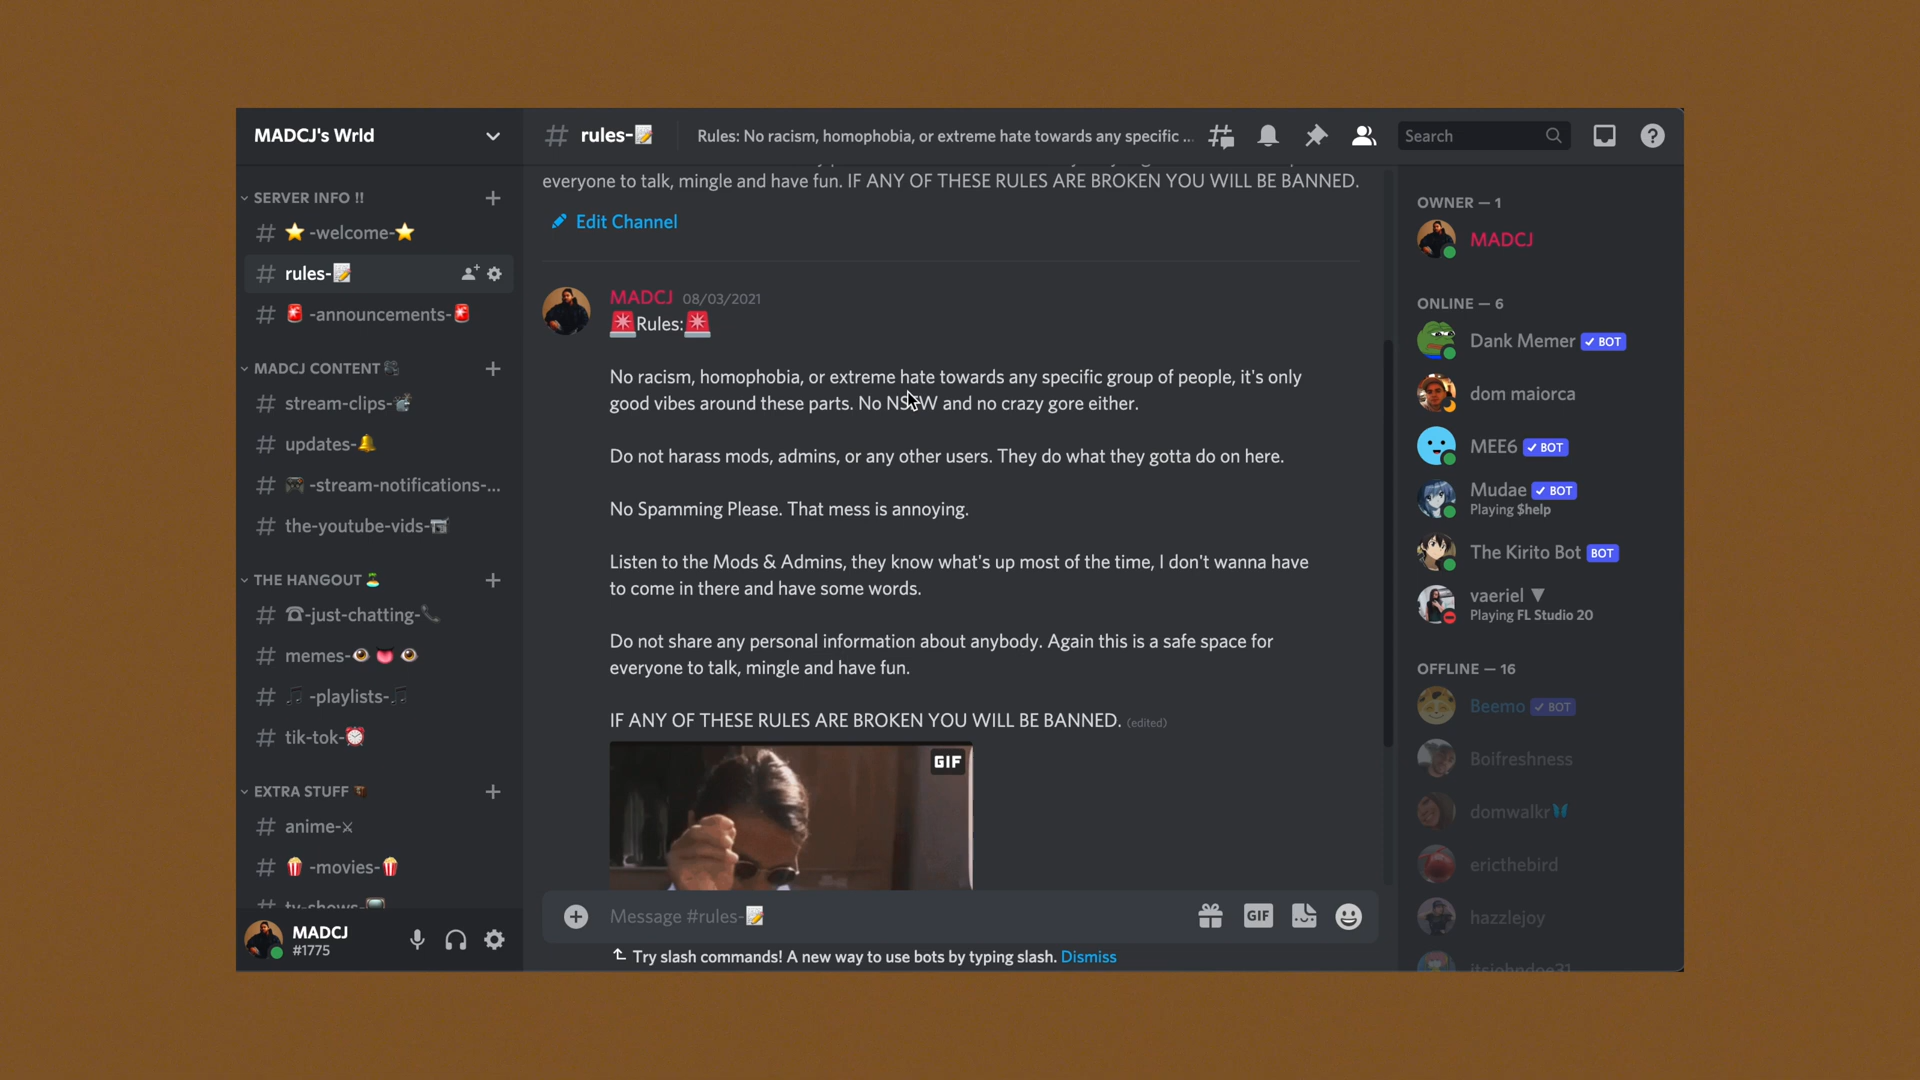 MADCJ's Wrld
SERVER INFO !!
# ⭐ -welcome-⭐
# rules-📝
# 🚨 -announcements-🚨
MADCJ CONTENT 🎥
# stream-clips-📽
# updates-🔔
# 🎮 -stream-notifications-...
# the-youtube-vids-🔫
THE HANGOUT 🏝
# ☎-just-chatting-📞
# memes-👁 👅 👁
# 🎵 -playlists-🎵
# tik-tok-⏰
EXTRA STUFF
# anime-⚔
# 🍿 -movies-🍿
# tv-shows-📺
MADCJ
#1775
# rules-📝
Rules: No racism, homophobia, or extreme hate towards any specific ...
Search
everyone to talk, mingle and have fun. IF ANY OF THESE RULES ARE BROKEN YOU WILL BE BANNED.
Edit Channel
MADCJ 08/03/2021
🚨Rules:🚨
No racism, homophobia, or extreme hate towards any specific group of people, it's only
good vibes around these parts. No NSFW and no crazy gore either.
Do not harass mods, admins, or any other users. They do what they gotta do on here.
No Spamming Please. That mess is annoying.
Listen to the Mods & Admins, they know what's up most of the time, I don't wanna have
to come in there and have some words.
Do not share any personal information about anybody. Again this is a safe space for
everyone to talk, mingle and have fun.
IF ANY OF THESE RULES ARE BROKEN YOU WILL BE BANNED. (edited)
GIF
Message #rules-📝
GIF
Try slash commands! A new way to use bots by typing slash. Dismiss
OWNER — 1
MADCJ
ONLINE — 6
Dank Memer ✓ BOT
dom maiorca
MEE6 ✓ BOT
Mudae ✓ BOT
Playing $help
The Kirito Bot BOT
vaeriel ▼
Playing FL Studio 20
OFFLINE — 16
Beemo ✓ BOT
Boifreshness
domwalkr🦋
ericthebird
hazzlejoy
itsjohndoe31